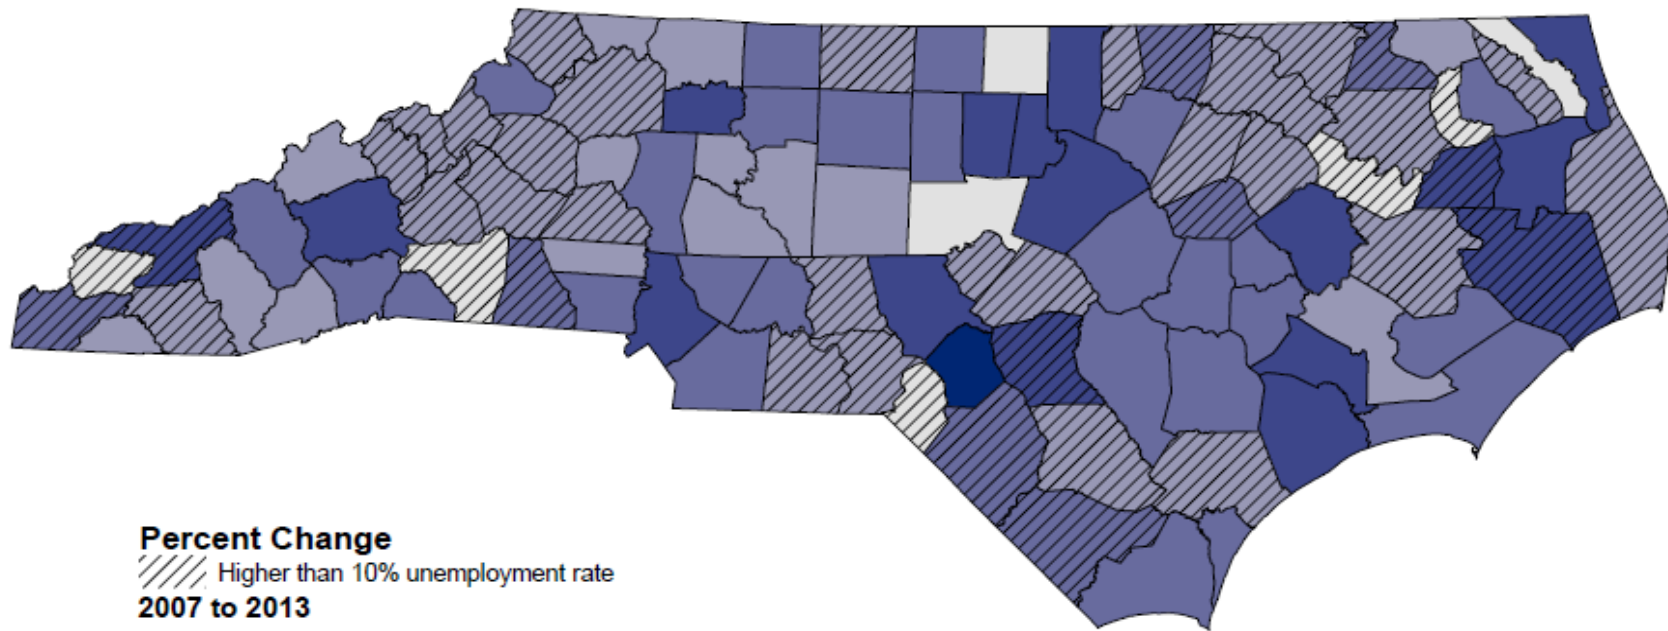 Percent Change
Higher than 10% unemployment rate
2007 to 2013